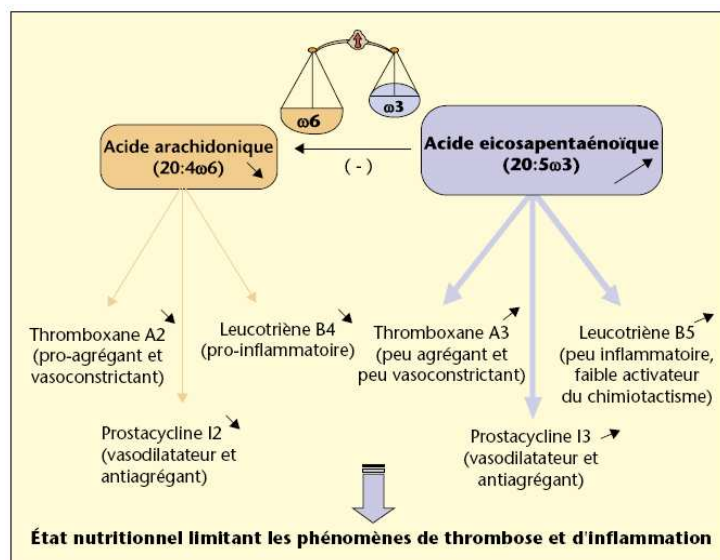 ω6
ω3
Acide arachidonique
(20:4ω6)
(-)
Acide eicosapentaénoïque
(20:5ω3)
Thromboxane A2
(pro-agrégant et
vasoconstrictant)
Leucotriène B4
(pro-inflammatoire)
Prostacycline I2
(vasodilatateur et
antiagrégant)
Thromboxane A3
(peu agrégant et
peu vasoconstrictant)
Leucotriène B5
(peu inflammatoire,
faible activateur
du chimiotactisme)
Prostacycline I3
(vasodilatateur et
antiagrégant)
État nutritionnel limitant les phénomènes de thrombose et d'inflammation